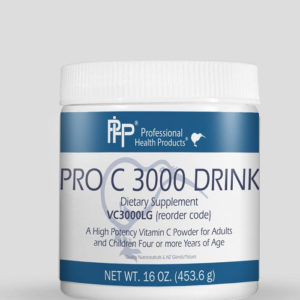 PHP Professional
Health Products®
PRO C 3000 DRINK
Dietary Supplement
VC3000LG (reorder code)
A High Potency Vitamin C Powder for Adults
and Children Four or more Years of Age
NET WT. 16 OZ. (453.6 g)